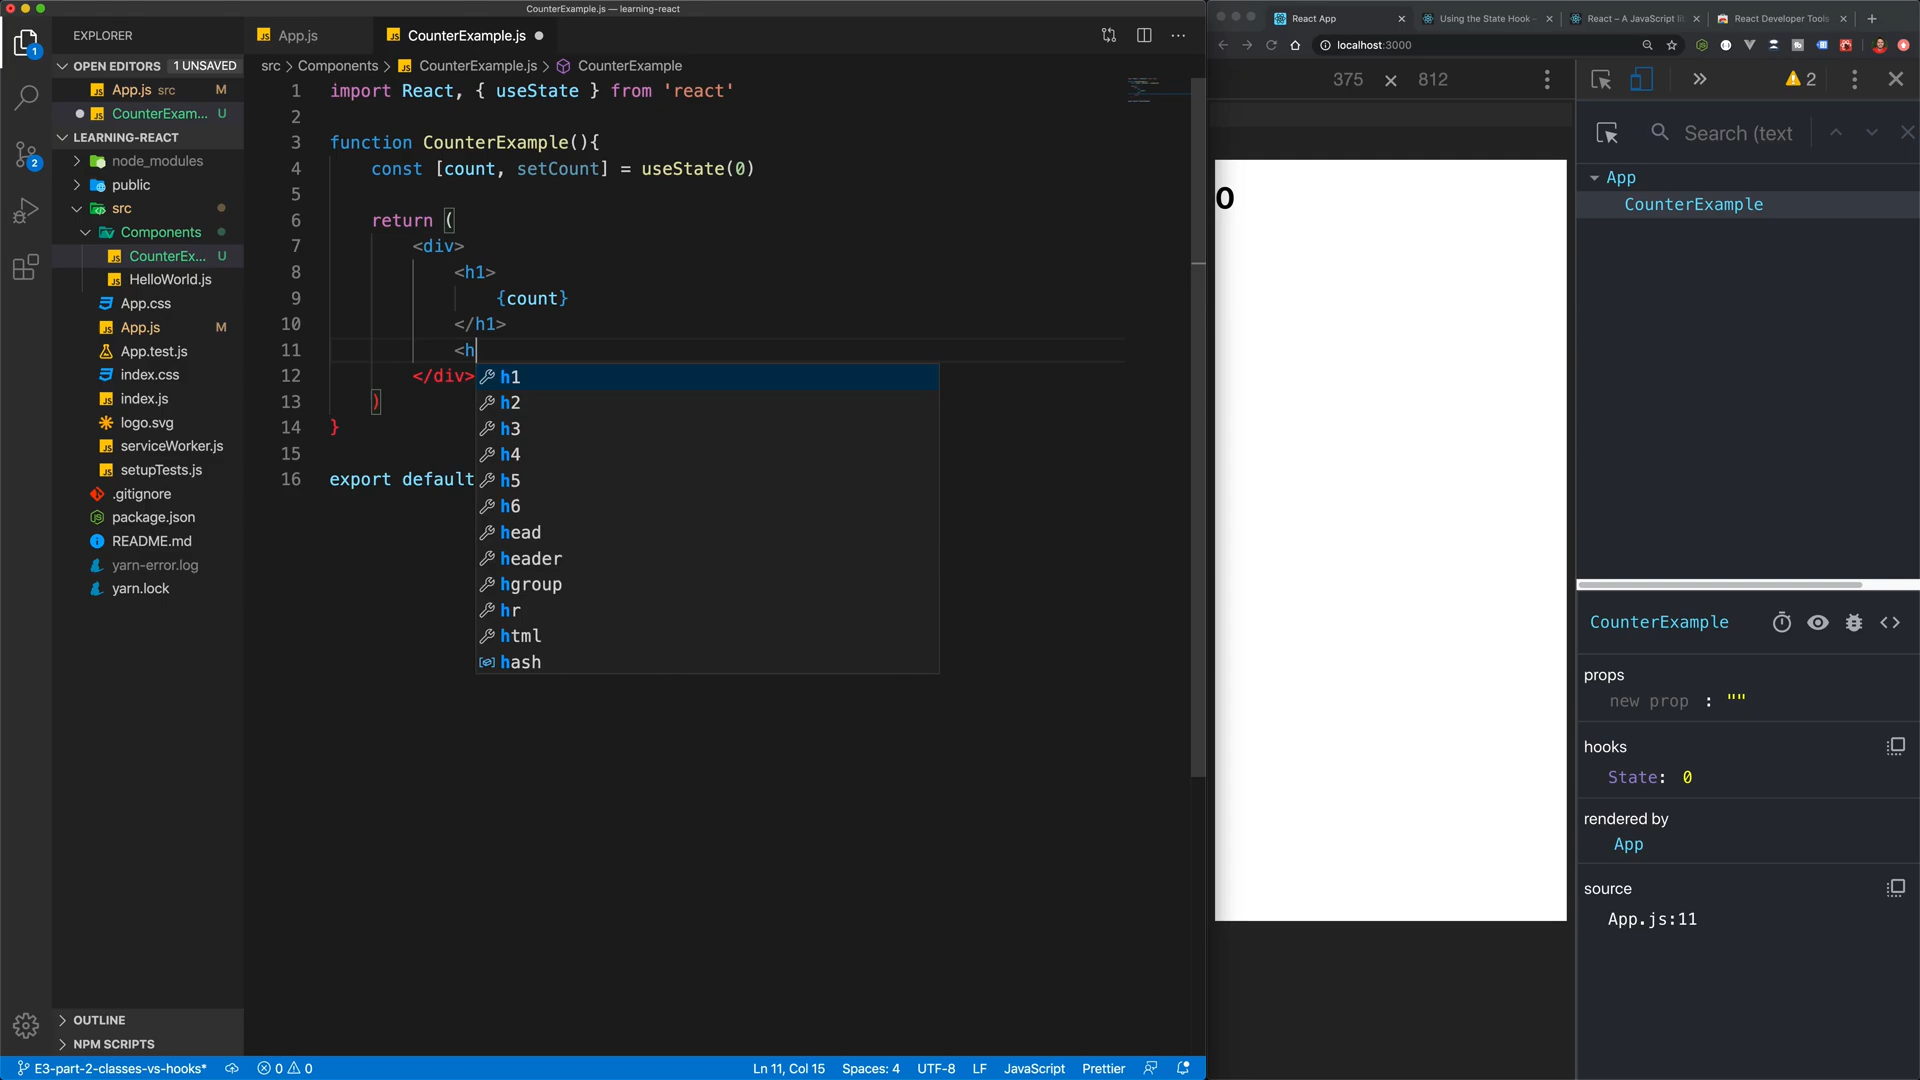 CounterExample.js — learning-react
EXPLORER
OPEN EDITORS 1 UNSAVED
App.js src M
CounterExam... U
LEARNING-REACT
node_modules
public
src
Components
CounterEx... U
HelloWorld.js
App.css
App.js M
App.test.js
index.css
index.js
logo.svg
serviceWorker.js
setupTests.js
.gitignore
package.json
README.md
yarn-error.log
yarn.lock
OUTLINE
NPM SCRIPTS
1
2
App.js
CounterExample.js
src > Components > CounterExample.js > CounterExample
1 import React, { useState } from 'react'
2
3 function CounterExample(){
4 const [count, setCount] = useState(0)
5
6 return (
7 <div>
8 <h1>
9 {count}
10 </h1>
11 <h
12 </div>
13 )
14 }
15
16 export default
h1
h2
h3
h4
h5
h6
head
header
hgroup
hr
html
hash
E3-part-2-classes-vs-hooks* 0 0 Ln 11, Col 15 Spaces: 4 UTF-8 LF JavaScript Prettier
React App Using the State Hook – React – A JavaScript li React Developer Tools
localhost:3000
375 × 812
0
2
Search (text
App
CounterExample
CounterExample
props
new prop : ""
hooks
State: 0
rendered by
App
source
App.js:11